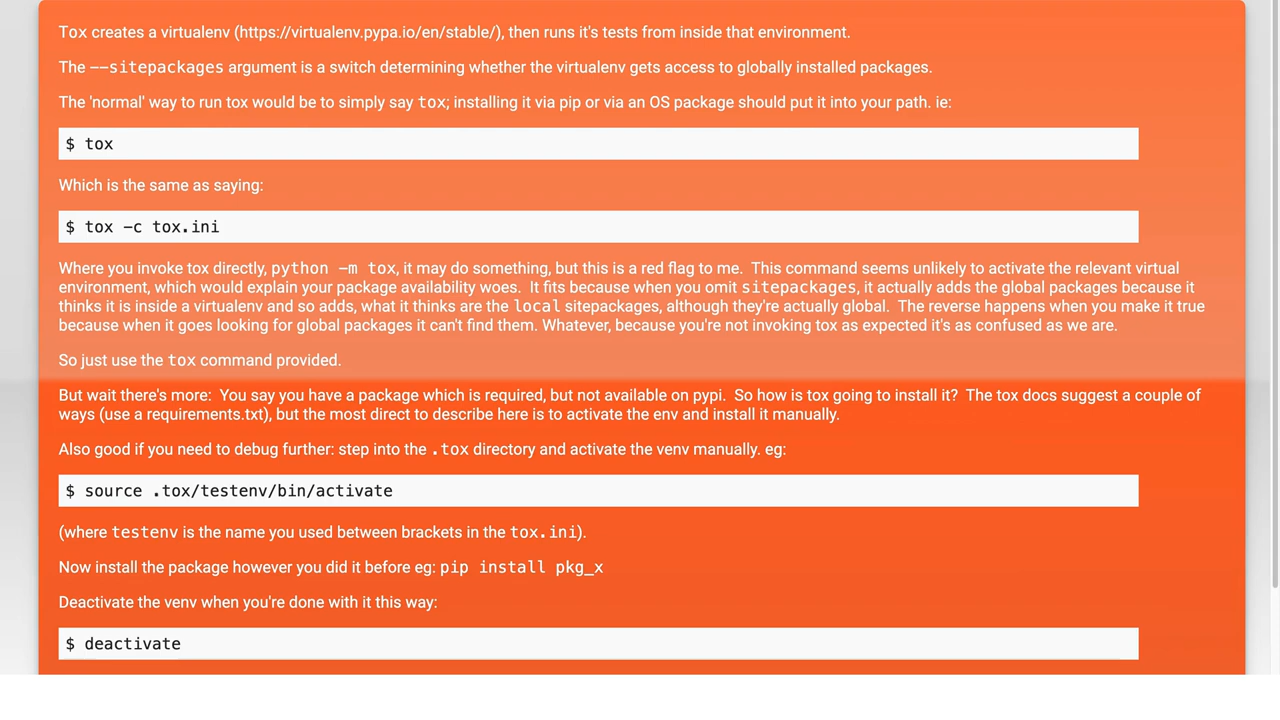 Tox creates a virtualenv (https://virtualenv.pypa.io/en/stable/), then runs it's tests from inside that environment.
The --sitepackages argument is a switch determining whether the virtualenv gets access to globally installed packages.
The 'normal' way to run tox would be to simply say tox; installing it via pip or via an OS package should put it into your path. ie:
$ tox
Which is the same as saying:
$ tox -c tox.ini
Where you invoke tox directly, python -m tox, it may do something, but this is a red flag to me.  This command seems unlikely to activate the relevant virtual
environment, which would explain your package availability woes.  It fits because when you omit sitepackages, it actually adds the global packages because it
thinks it is inside a virtualenv and so adds, what it thinks are the local sitepackages, although they're actually global.  The reverse happens when you make it true
because when it goes looking for global packages it can't find them. Whatever, because you're not invoking tox as expected it's as confused as we are.
So just use the tox command provided.
But wait there's more:  You say you have a package which is required, but not available on pypi.  So how is tox going to install it?  The tox docs suggest a couple of
ways (use a requirements.txt), but the most direct to describe here is to activate the env and install it manually.
Also good if you need to debug further: step into the .tox directory and activate the venv manually. eg:
$ source .tox/testenv/bin/activate
(where testenv is the name you used between brackets in the tox.ini).
Now install the package however you did it before eg: pip install pkg_x
Deactivate the venv when you're done with it this way:
$ deactivate